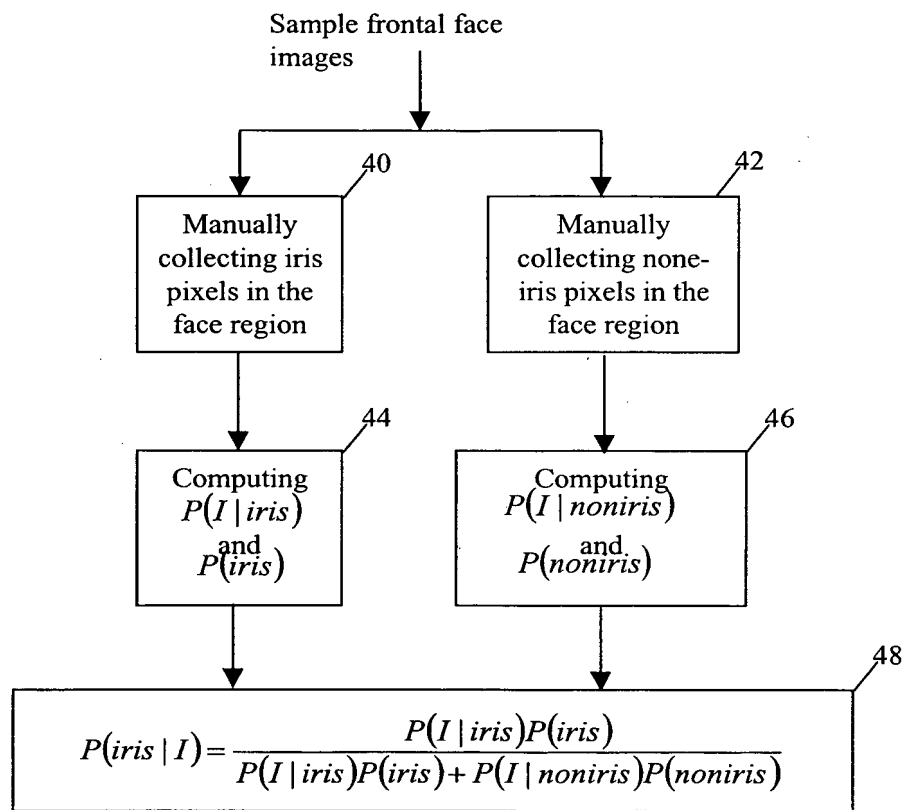 Sample frontal face
images
40
42
Manually
collecting iris
pixels in the
face region
Manually
collecting none-
iris pixels in the
face region
44
46
Computing
P(I | iris)
and
P(iris)
Computing
P(I | noniris)
and
P(noniris)
48
P(iris | I) = P(I | iris)P(iris) / P(I | iris)P(iris) + P(I | noniris)P(noniris)